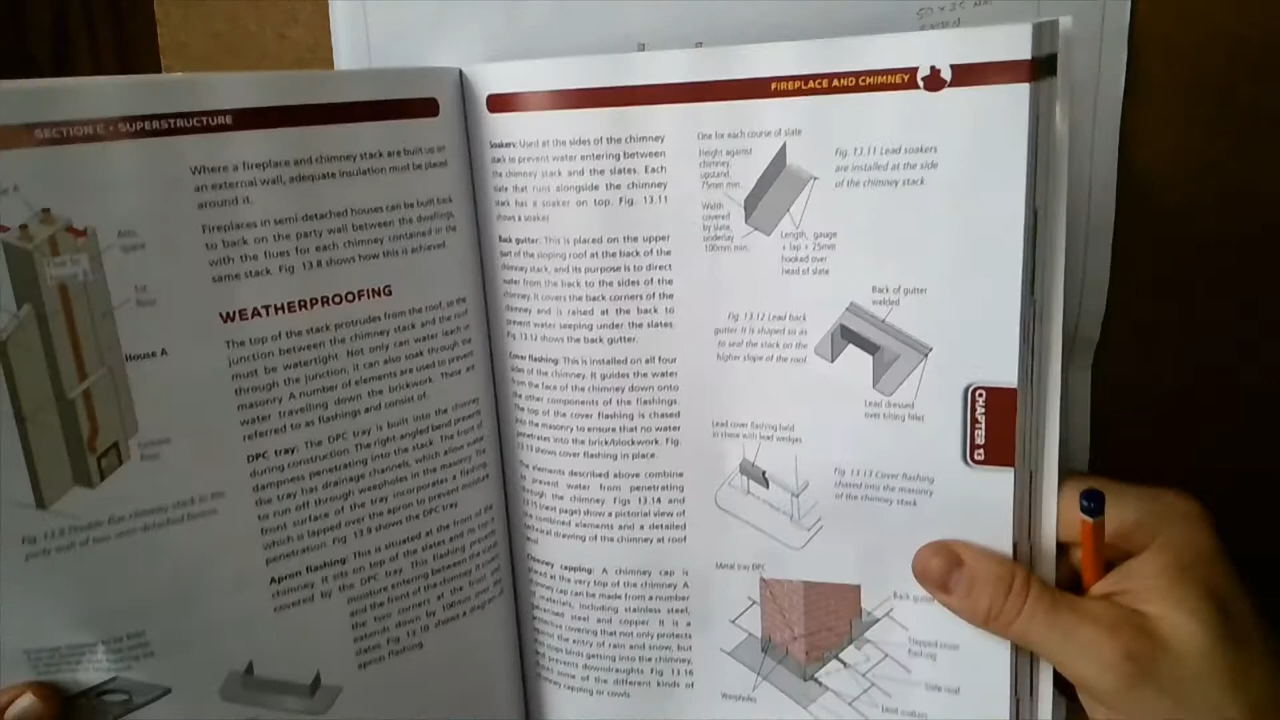 50 x 35
SECTION C • SUPERSTRUCTURE
Where a fireplace and chimney stack are built up on
an external wall, adequate insulation must be placed
around it.
Fireplaces in semi-detached houses can be built back
to back on the party wall between the dwellings,
with the flues for each chimney contained in the
same stack. Fig 13.8 shows how this is achieved.
House A
WEATHERPROOFING
The top of the stack protrudes from the roof, so the
junction between the chimney stack and the roof
must be watertight. Not only can water leach in
through the junction, it can also soak through the
masonry. A number of elements are used to prevent
water travelling down the brickwork. These are
referred to as flashings and consist of:
DPC tray: The DPC tray is built into the chimney
during construction. The right-angled bend prevents
dampness penetrating into the stack. The front of
the tray has drainage channels, which allow water
to run off through weepholes in the masonry. The
front surface of the tray incorporates a flashing,
which is lapped over the apron to prevent moisture
penetration. Fig. 13.9 shows the DPC tray.
Apron flashing: This is situated at the front of the
chimney. It sits on top of the slates and its top is
covered by the DPC tray. This flashing prevents
moisture entering between the slates
and the front of the chimney. It covers
the two corners at the front and
extends down by 100mm over the
slates. Fig. 13.10 shows a diagram of
apron flashing.
Fig. 13.8 Double flue chimney stack in the
party wall of two semi-detached houses
FIREPLACE AND CHIMNEY
Soakers: Used at the sides of the chimney
stack to prevent water entering between
the chimney stack and the slates. Each
slate that runs alongside the chimney
stack has a soaker on top. Fig. 13.11
shows a soaker.
Back gutter: This is placed on the upper
part of the sloping roof at the back of the
chimney stack, and its purpose is to direct
water from the back to the sides of the
chimney. It covers the back corners of the
chimney and is raised at the back to
prevent water seeping under the slates.
Fig. 13.12 shows the back gutter.
Cover flashing: This is installed on all four
sides of the chimney. It guides the water
from the face of the chimney down onto
the other components of the flashings.
The top of the cover flashing is chased
into the masonry to ensure that no water
penetrates into the brick/blockwork. Fig.
13.13 shows cover flashing in place.
The elements described above combine
to prevent water from penetrating
through the chimney. Figs 13.14 and
13.15 (next page) show a pictorial view of
the combined elements and a detailed
technical drawing of the chimney at roof
level.
Chimney capping: A chimney cap is
placed at the very top of the chimney. A
chimney cap can be made from a number
of materials, including stainless steel,
galvanised steel and copper. It is a
protective covering that not only protects
against the entry of rain and snow, but
also stops birds getting into the chimney,
and prevents downdraughts. Fig. 13.16
shows some of the different kinds of
chimney capping or cowls.
One for each course of slate
Height against
chimney,
upstand,
75mm min.
Width
covered
by slate,
underlay
100mm min.
Length, gauge
+ lap + 25mm
hooked over
head of slate
Fig. 13.11 Lead soakers
are installed at the side
of the chimney stack.
Back of gutter
welded
Fig. 13.12 Lead back
gutter. It is shaped so as
to seal the stack on the
higher slope of the roof.
Lead dressed
over tilting fillet
Lead cover flashing held
in chase with lead wedges
Fig. 13.13 Cover flashing
chased into the masonry
of the chimney stack.
CHAPTER 13
Metal tray DPC
Back gutter
Stepped cover
flashing
Slate roof
Lead soakers
Weepholes